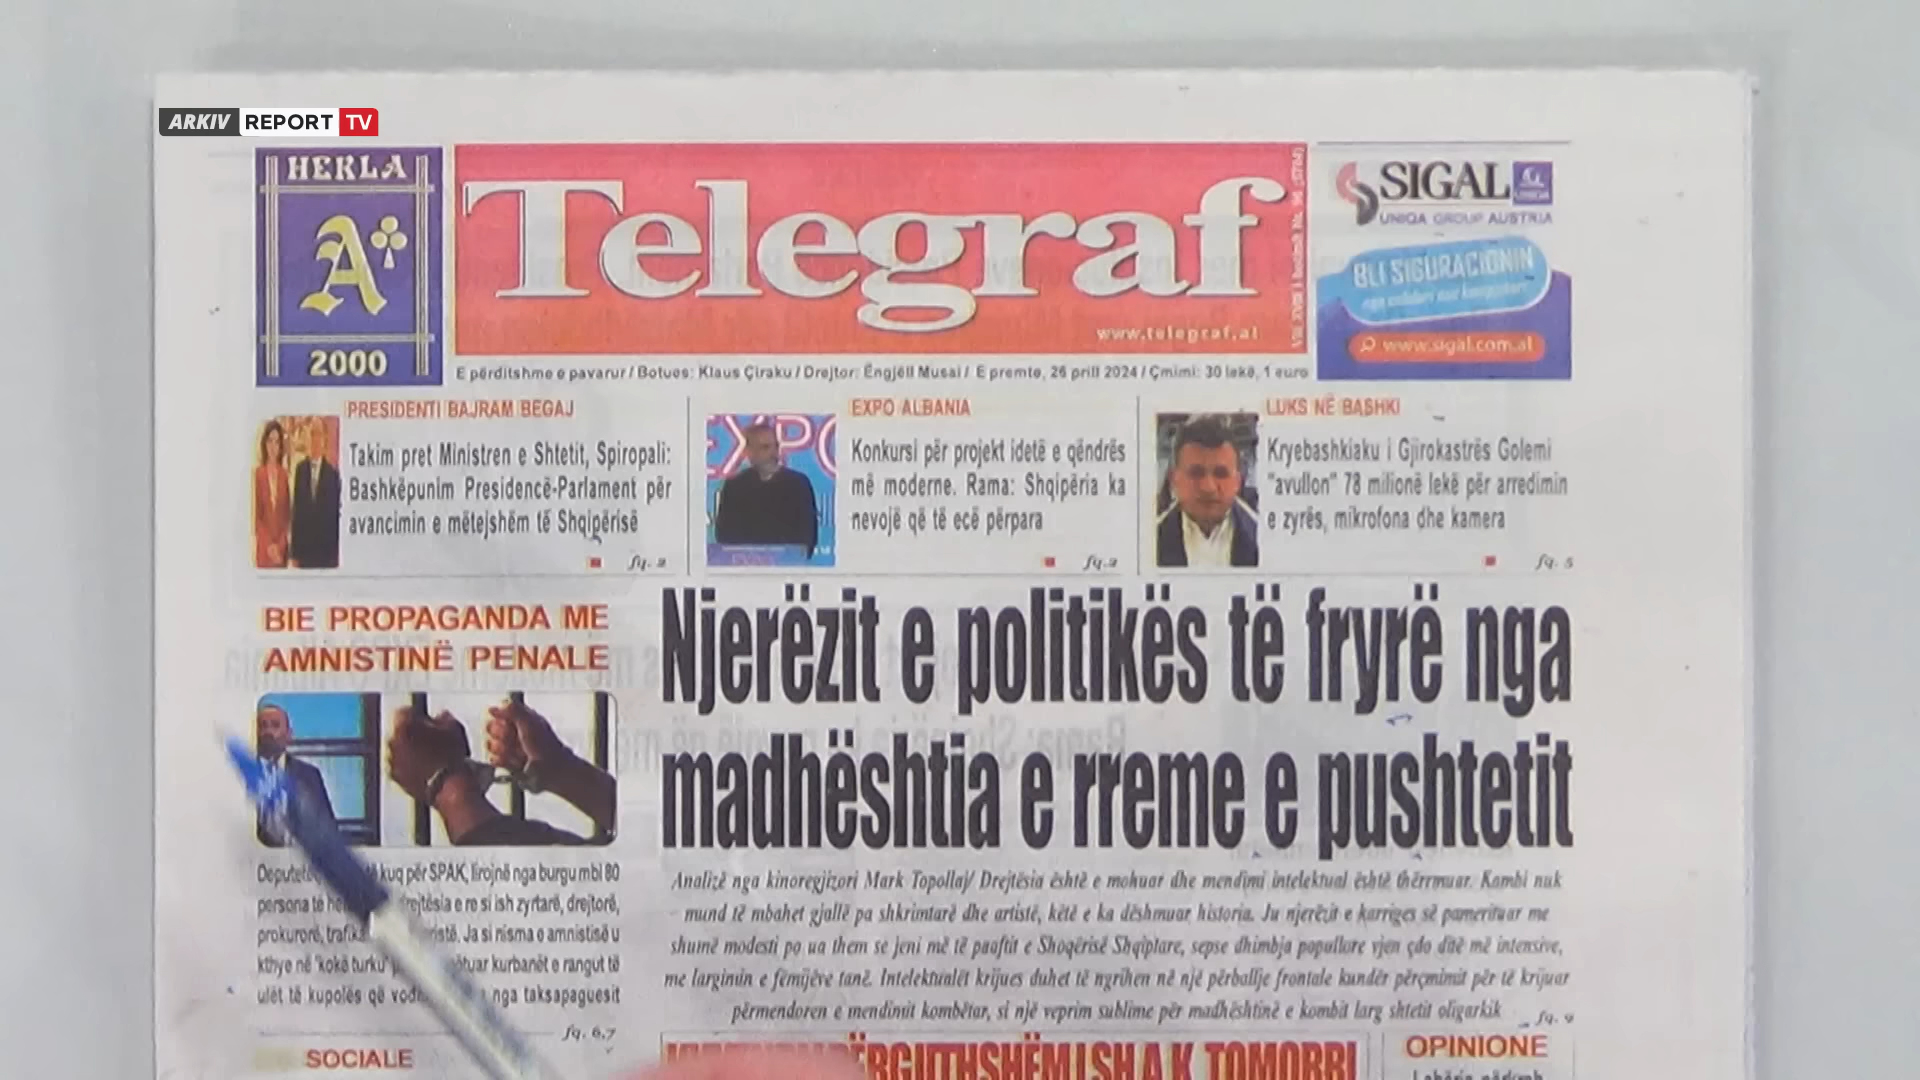 ARKIV REPORT TV
HEKLA
A
2000
Telegraf
www.telegraf.al
SIGAL
UNIQA
UNIQA GROUP AUSTRIA
BLI SIGURACIONIN
www.sigal.com.al
E përditshme e pavarur / Botues: Klaus Çiraku / Drejtor: Ëngjëll Musai / E premte, 26 prill 2024 / Çmimi: 30 lekë, 1 euro
PRESIDENTI BAJRAM BEGAJ
Takim pret Ministren e Shtetit, Spiropali:
Bashkëpunim Presidencë-Parlament për
avancimin e mëtejshëm të Shqipërisë
fq. 2
EXPO ALBANIA
EXPO
Konkursi për projekt idetë e qëndrës
më moderne. Rama: Shqipëria ka
nevojë që të ecë përpara
fq. 2
LUKS NË BASHKI
Kryebashkiaku i Gjirokastrës Golemi
"avullon" 78 milionë lekë për arredimin
e zyrës, mikrofona dhe kamera
fq. 5
BIE PROPAGANDA ME
AMNISTINË PENALE
kuq për SPAK, lirojnë nga burgu mbi 80
persona të drejtësia e re si ish zyrtarë, drejtorë,
prokurorë, Ja si nisma e amnistisë u
kthye në "kokë turku" kurbanët e rangut të
ulët të kupolës që nga taksapaguesit
fq. 6,7
SOCIALE
Njerëzit e politikës të fryrë nga
madhështia e rreme e pushtetit
Analizë nga kinoregjizori Mark Topollaj/ Drejtësia është e mohuar dhe mendimi intelektual është thërrmuar. Kombi nuk
mund të mbahet gjallë pa shkrimtarë dhe artistë, këtë e ka dëshmuar historia. Ju njerëzit e karriges së pamerituar me
shumë modesti po ua them se jeni më të paaftit e Shoqërisë Shqiptare, sepse dhimbja popullore vjen çdo ditë më intensive,
me largimin e fëmijëve tanë. Intelektualët krijues duhet të ngrihen në një përballje frontale kundër përçmimit për të krijuar
përmendoren e mendimit kombëtar, si një veprim sublime për madhështinë e kombit larg shtetit oligarkik
fq. 9
TOMORRI
OPINIONE